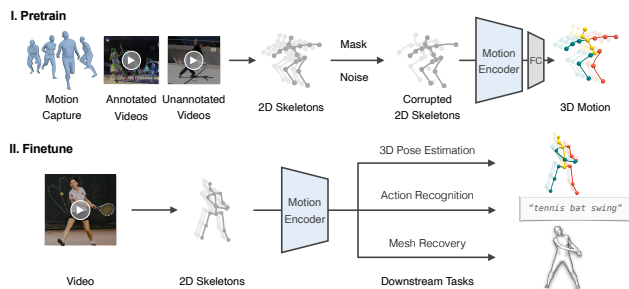 I. Pretrain
Mask
Noise
Motion
Encoder
FC
Motion
Capture
Annotated
Videos
Unannotated
Videos
2D Skeletons
Corrupted
2D Skeletons
3D Motion
II. Finetune
3D Pose Estimation
Motion
Encoder
Action Recognition
"tennis bat swing"
Mesh Recovery
Video
2D Skeletons
Downstream Tasks